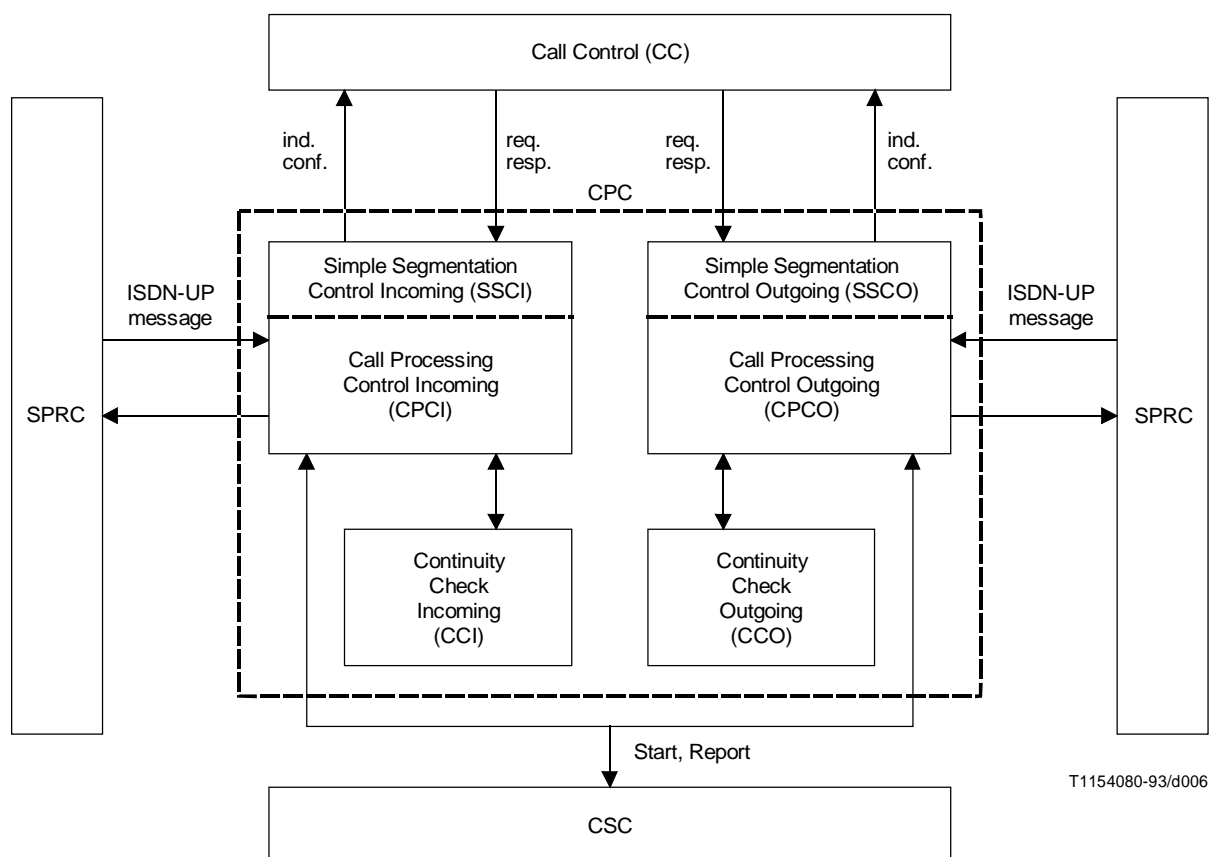 Call Control (CC)
ind.
conf.
req.
resp.
req.
resp.
ind.
conf.
CPC
Simple Segmentation
Control Incoming (SSCI)
Simple Segmentation
Control Outgoing (SSCO)
ISDN-UP
message
ISDN-UP
message
Call Processing
Control Incoming
(CPCI)
Call Processing
Control Outgoing
(CPCO)
SPRC
SPRC
Continuity
Check
Incoming
(CCI)
Continuity
Check
Outgoing
(CCO)
Start, Report
T1154080-93/d006
CSC